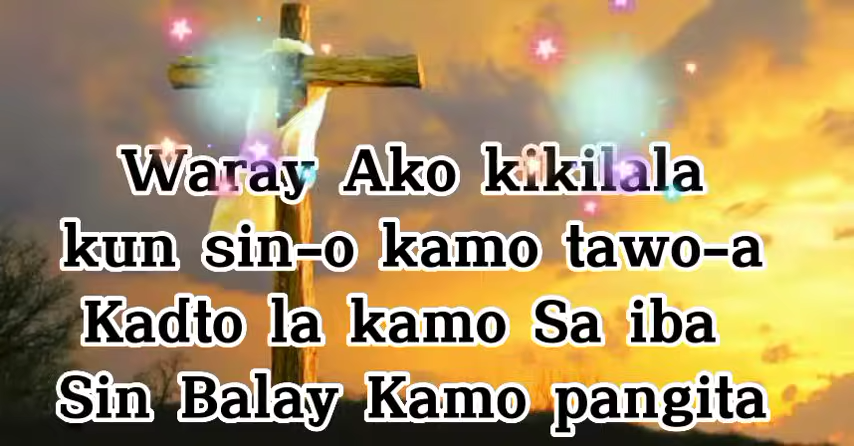 Waray Ako kikilala
kun sin-o kamo tawo-a
Kadto la kamo Sa iba
Sin Balay Kamo pangita